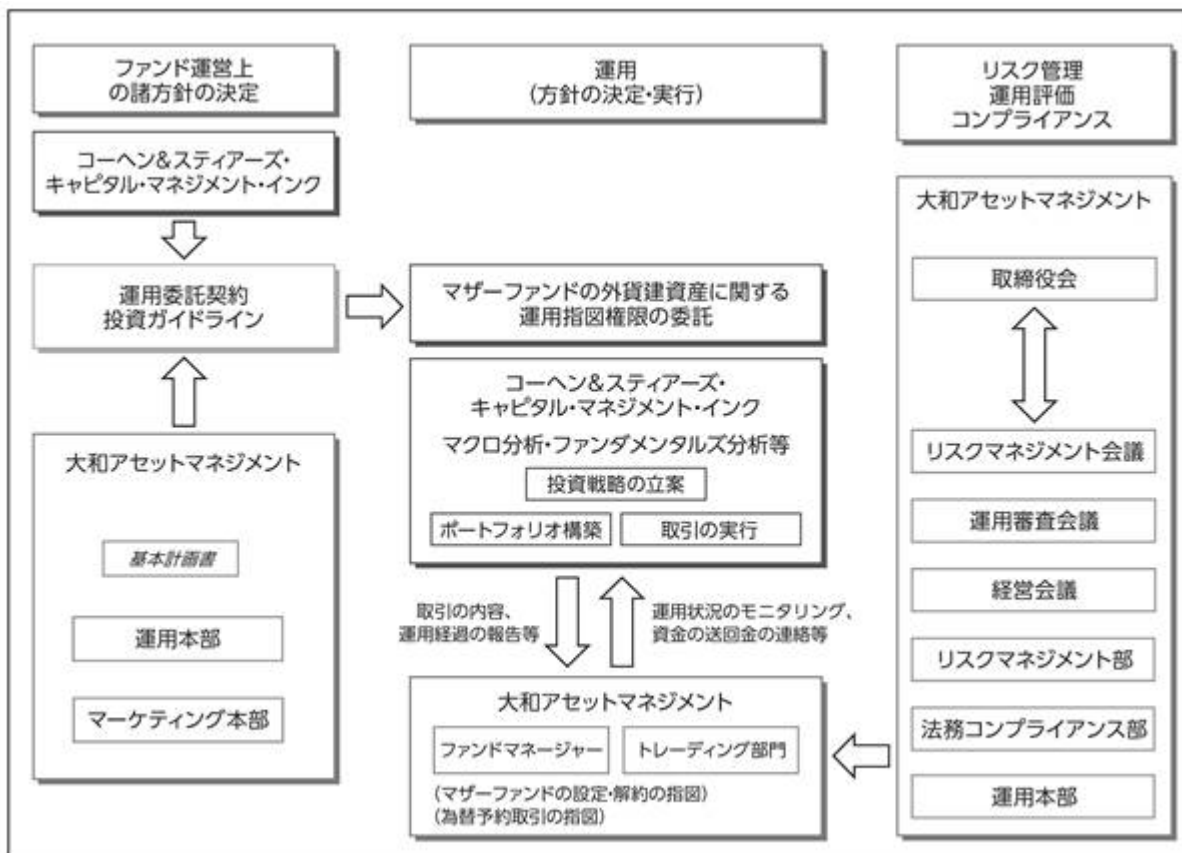 ファンド運営上
の諸方針の決定
コーヘン&スティアーズ・
キャピタル・マネジメント・インク
運用委託契約
投資ガイドライン
大和アセットマネジメント
基本計画書
運用本部
マーケティング本部
運用
(方針の決定・実行)
マザーファンドの外貨建資産に関する
運用指図権限の委託
コーヘン&スティアーズ・
キャピタル・マネジメント・インク
マクロ分析・ファンダメンタルズ分析等
投資戦略の立案
ポートフォリオ構築
取引の実行
取引の内容、
運用経過の報告等
運用状況のモニタリング、
資金の送回金の連絡等
大和アセットマネジメント
ファンドマネージャー
トレーディング部門
(マザーファンドの設定・解約の指図)
(為替予約取引の指図)
リスク管理
運用評価
コンプライアンス
大和アセットマネジメント
取締役会
リスクマネジメント会議
運用審査会議
経営会議
リスクマネジメント部
法務コンプライアンス部
運用本部